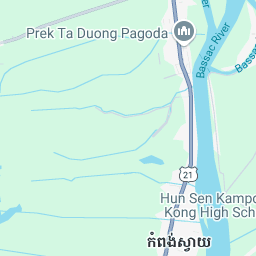 Prek Ta Duong Pagoda
Bassac River
Bassac
21
Hun Sen Kampo
Kong High Sch
កំពង់ស្វាយ